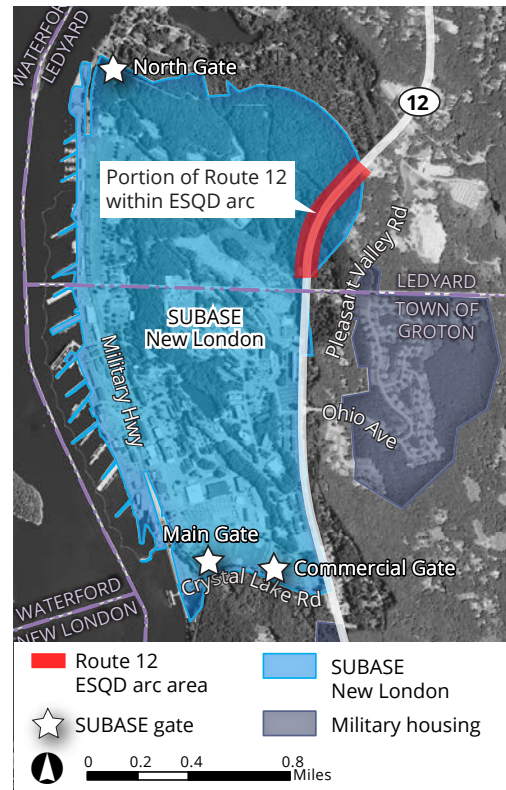 WATERFORD
LEDYARD
North Gate
12
Portion of Route 12
within ESQD arc
Pleasant Valley Rd
LEDYARD
TOWN OF
GROTON
SUBASE
New London
Military Hwy
Ohio Ave
Main Gate
Commercial Gate
Crystal Lake Rd
WATERFORD
NEW LONDON
Route 12
ESQD arc area
SUBASE
New London
SUBASE gate
Military housing
0 0.2 0.4 0.8
Miles